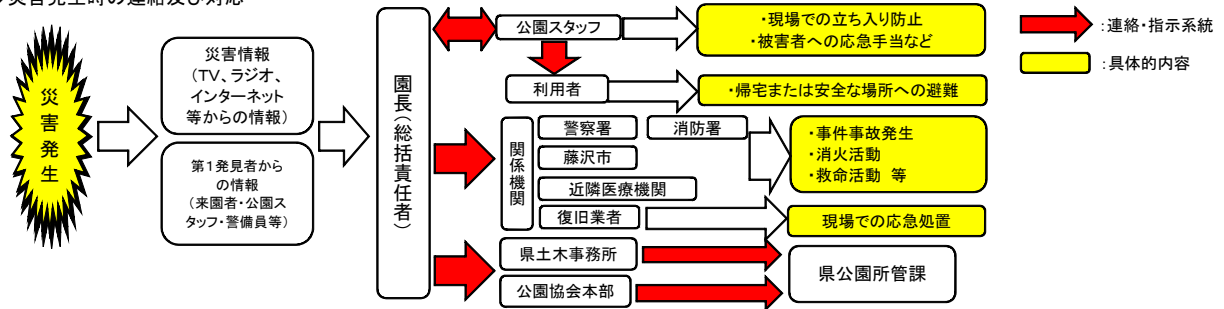 災害発生時の連絡及び対応
災害発生
災害情報
(TV、ラジオ、
インターネット
等からの情報)
第1発見者から
の情報
(来園者・公園ス
タッフ・警備員等)
園長(総括責任者)
公園スタッフ
・現場での立ち入り防止
・被害者への応急手当など
利用者
・帰宅または安全な場所への避難
関係機関
警察署
消防署
藤沢市
近隣医療機関
復旧業者
・事件事故発生
・消火活動
・救命活動 等
現場での応急処置
県土木事務所
公園協会本部
県公園所管課
:連絡・指示系統
:具体的内容